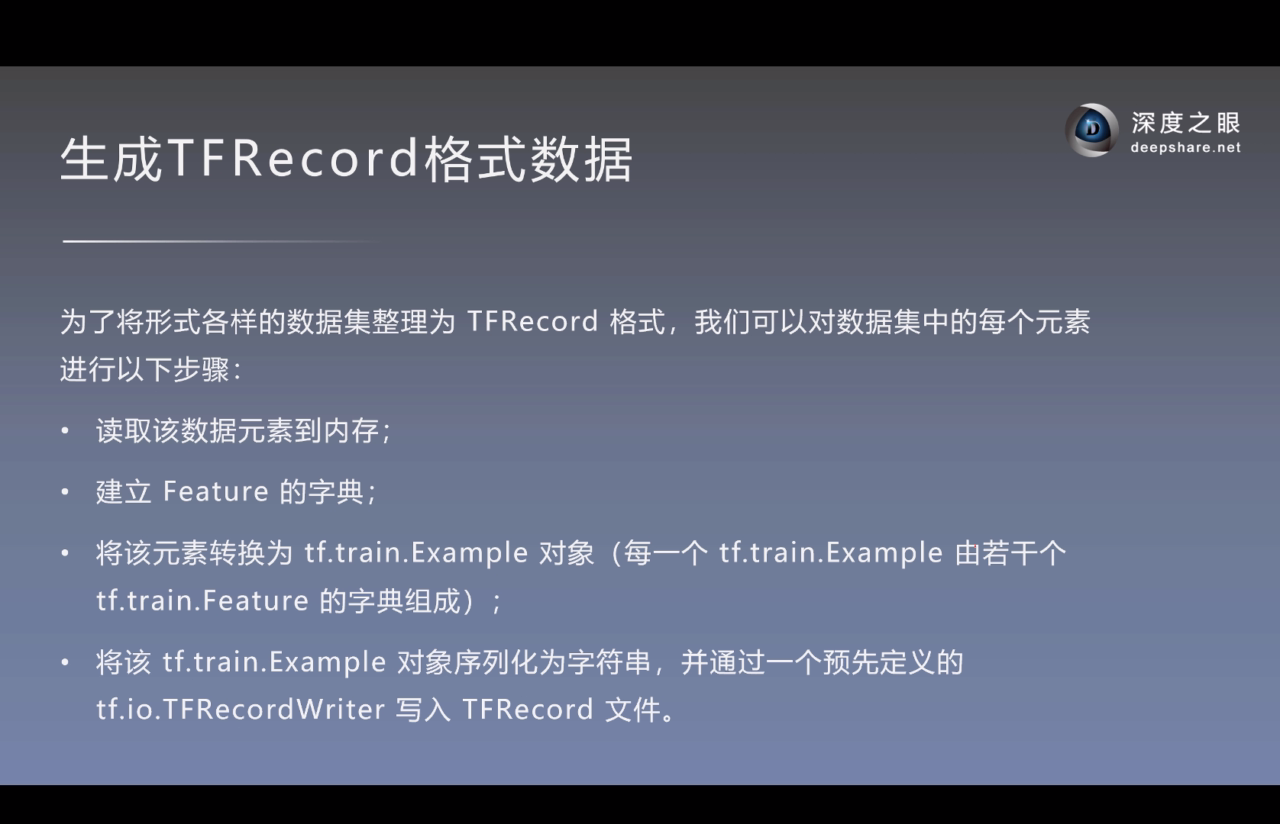 生成TFRecord格式数据
深度之眼
deepshare.net
为了将形式各样的数据集整理为 TFRecord 格式，我们可以对数据集中的每个元素
进行以下步骤：
• 读取该数据元素到内存；
• 建立 Feature 的字典；
• 将该元素转换为 tf.train.Example 对象（每一个 tf.train.Example 由若干个
tf.train.Feature 的字典组成）；
• 将该 tf.train.Example 对象序列化为字符串，并通过一个预先定义的
tf.io.TFRecordWriter 写入 TFRecord 文件。